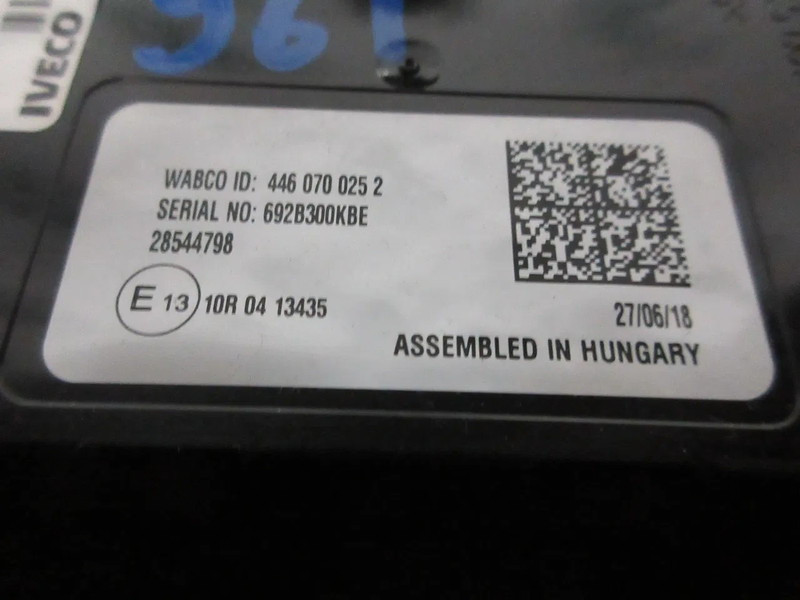 IVECO
961
WABCO ID: 446 070 025 2
SERIAL NO: 692B300KBE
28544798
E 13 10R 04 13435
27/06/18
ASSEMBLED IN HUNGARY